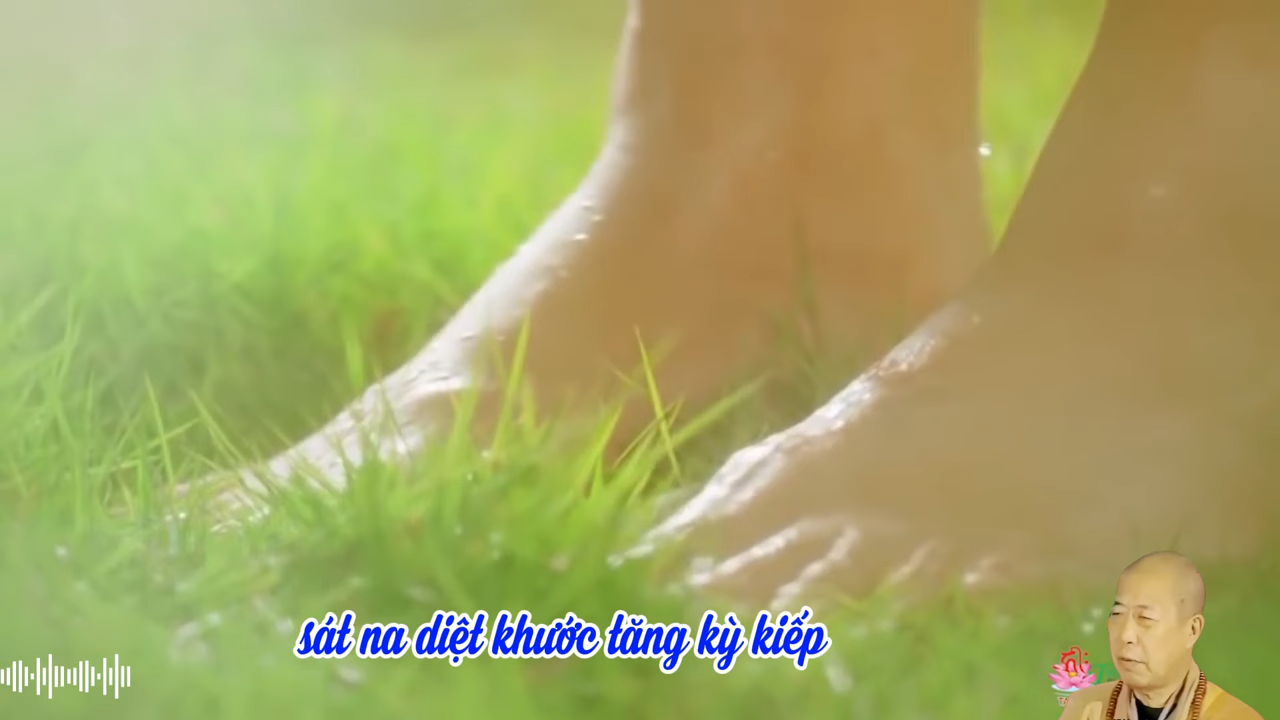 sát na diệt khước tăng kỳ kiếp